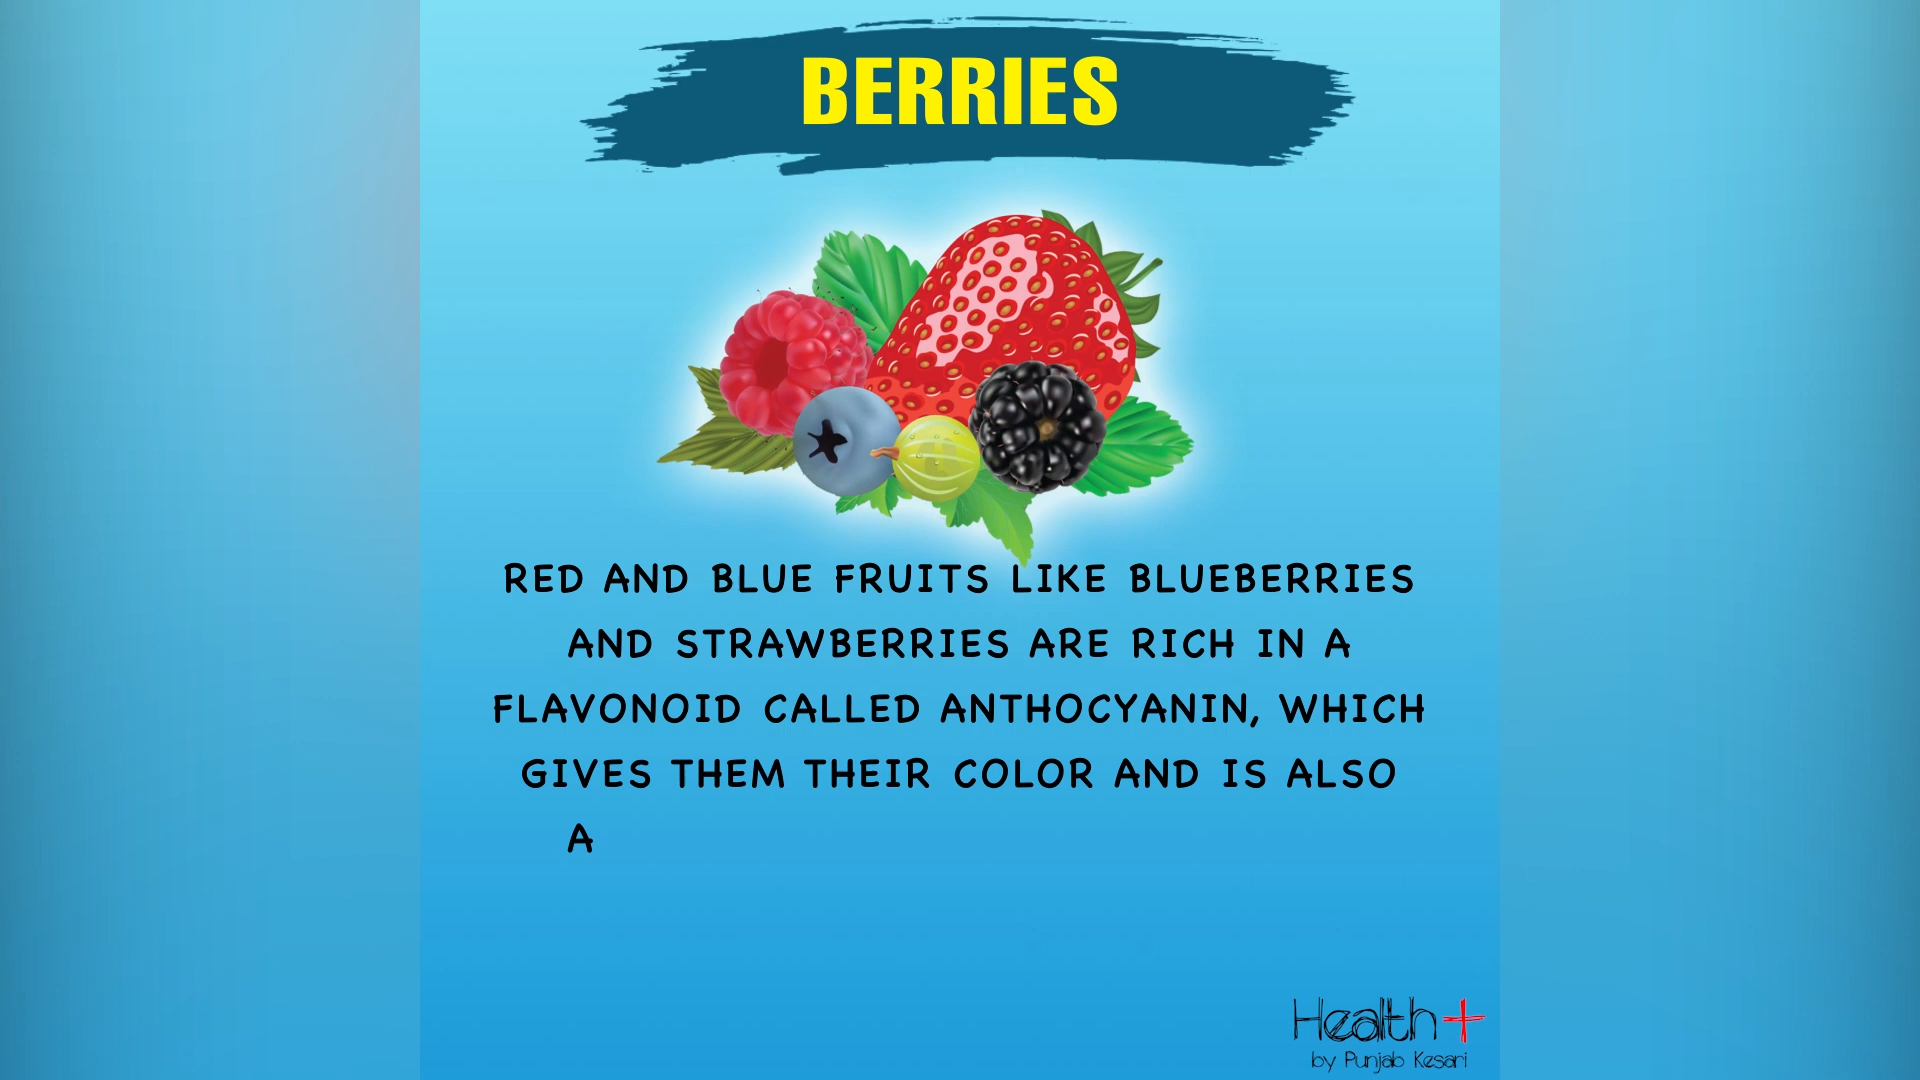 BERRIES
RED AND BLUE FRUITS LIKE BLUEBERRIES
AND STRAWBERRIES ARE RICH IN A
FLAVONOID CALLED ANTHOCYANIN, WHICH
GIVES THEM THEIR COLOR AND IS ALSO
A
Health+
by Punjab Kesari